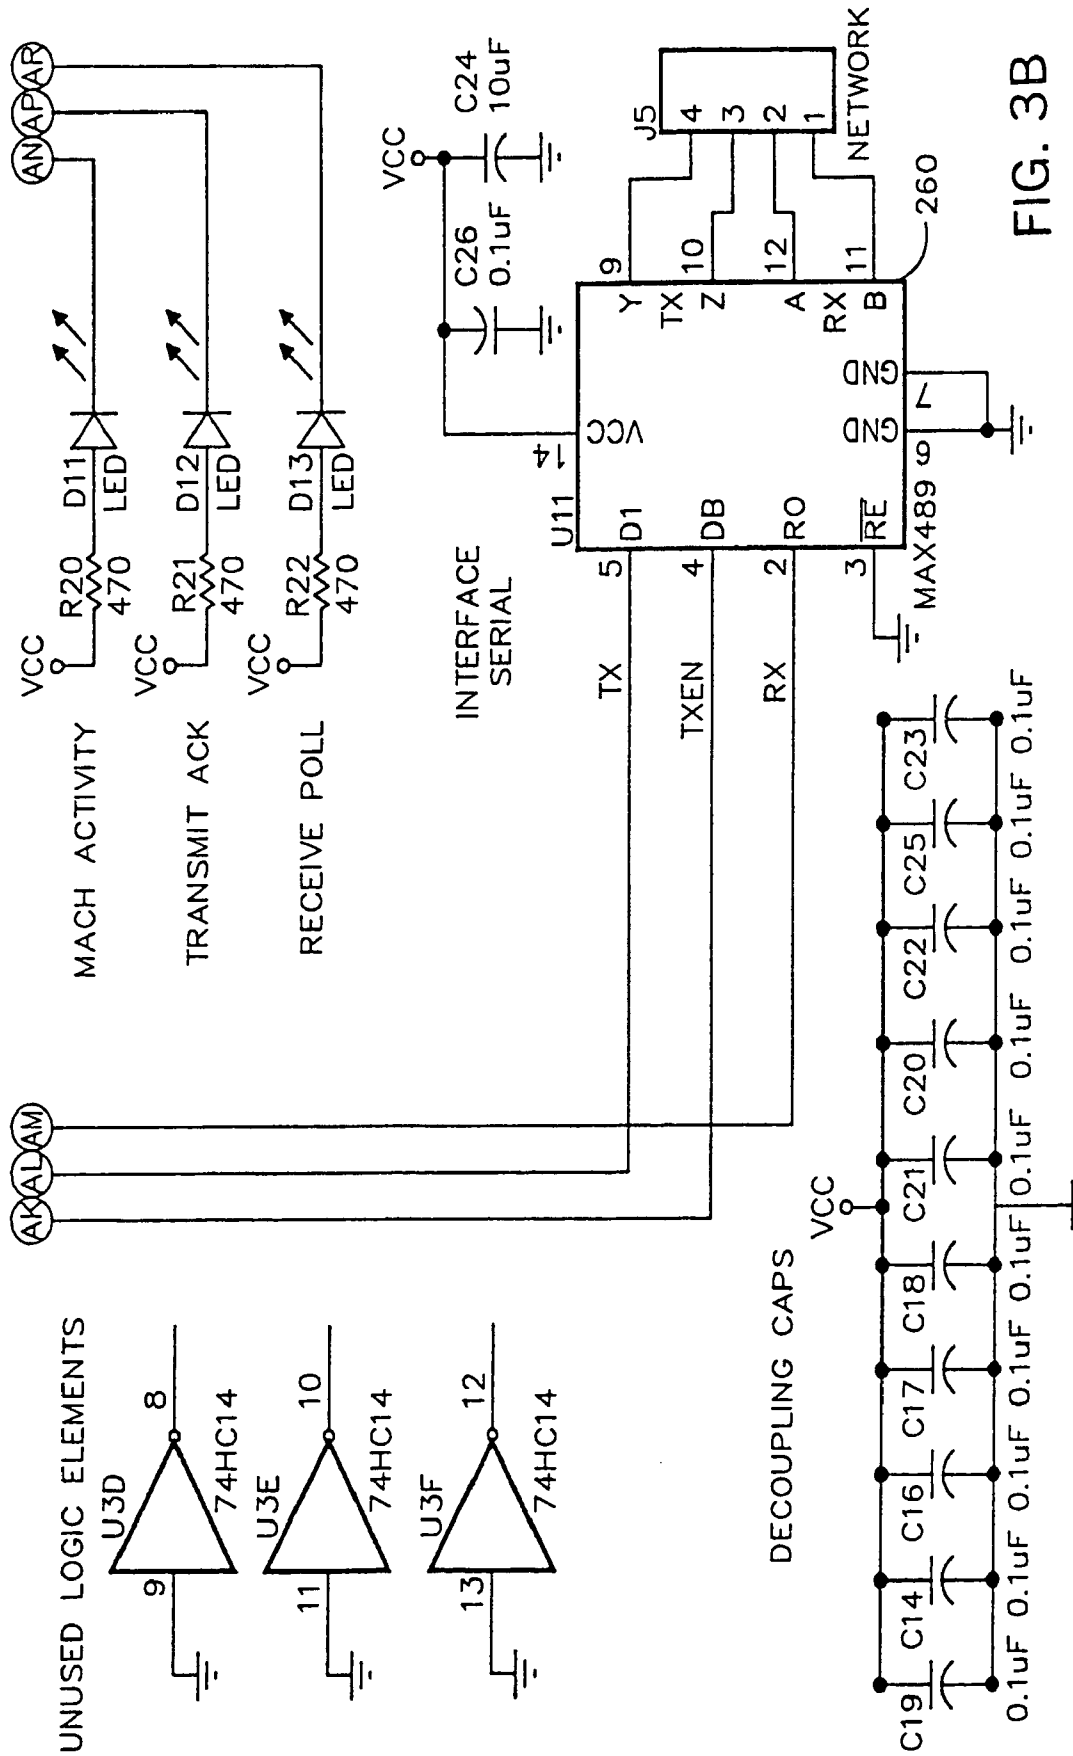 UNUSED LOGIC ELEMENTS
U3D
9
8
74HC14
U3E
11
10
74HC14
U3F
13
12
74HC14
AK
AL
AM
AN
AP
AR
MACH ACTIVITY
VCC
R20
470
D11
LED
TRANSMIT ACK
VCC
R21
470
D12
LED
RECEIVE POLL
VCC
R22
470
D13
LED
INTERFACE
SERIAL
VCC
C26
0.1uF
C24
10uF
TX
TXEN
RX
U11
14
VCC
5
D1
4
DB
2
RO
3
RE
MAX489
6
GND
7
GND
Y
9
TX
Z
10
A
12
RX
B
11
260
J5
4
3
2
1
NETWORK
DECOUPLING CAPS
VCC
C19
C14
C16
C17
C18
C21
C20
C22
C25
C23
0.1uF 0.1uF 0.1uF 0.1uF 0.1uF 0.1uF 0.1uF 0.1uF 0.1uF 0.1uF
FIG. 3B